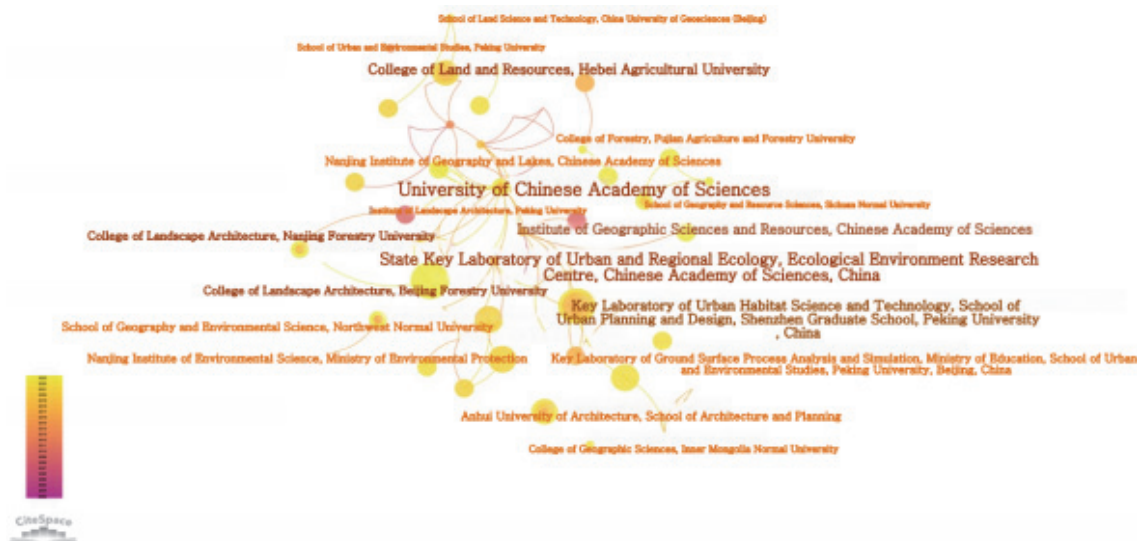 School of Land Science and Technology, China University of Geosciences (Beijing)
School of Urban and Environmental Studies, Peking University
College of Land and Resources, Hebei Agricultural University
College of Forestry, Fujian Agriculture and Forestry University
Nanjing Institute of Geography and Lakes, Chinese Academy of Sciences
University of Chinese Academy of Sciences
School of Geography and Resource Sciences, Sichuan Normal University
Institute of Landscape Architecture, Peking University
Institute of Geographic Sciences and Resources, Chinese Academy of Sciences
College of Landscape Architecture, Nanjing Forestry University
State Key Laboratory of Urban and Regional Ecology, Ecological Environment Research
Centre, Chinese Academy of Sciences, China
College of Landscape Architecture, Beijing Forestry University
Key Laboratory of Urban Habitat Science and Technology, School of
Urban Planning and Design, Shenzhen Graduate School, Peking University
, China
School of Geography and Environmental Science, Northwest Normal University
Nanjing Institute of Environmental Science, Ministry of Environmental Protection
Key Laboratory of Ground Surface Process Analysis and Simulation, Ministry of Education, School of Urban
and Environmental Studies, Peking University, Beijing, China
Anhui University of Architecture, School of Architecture and Planning
College of Geographic Sciences, Inner Mongolia Normal University
CiteSpace